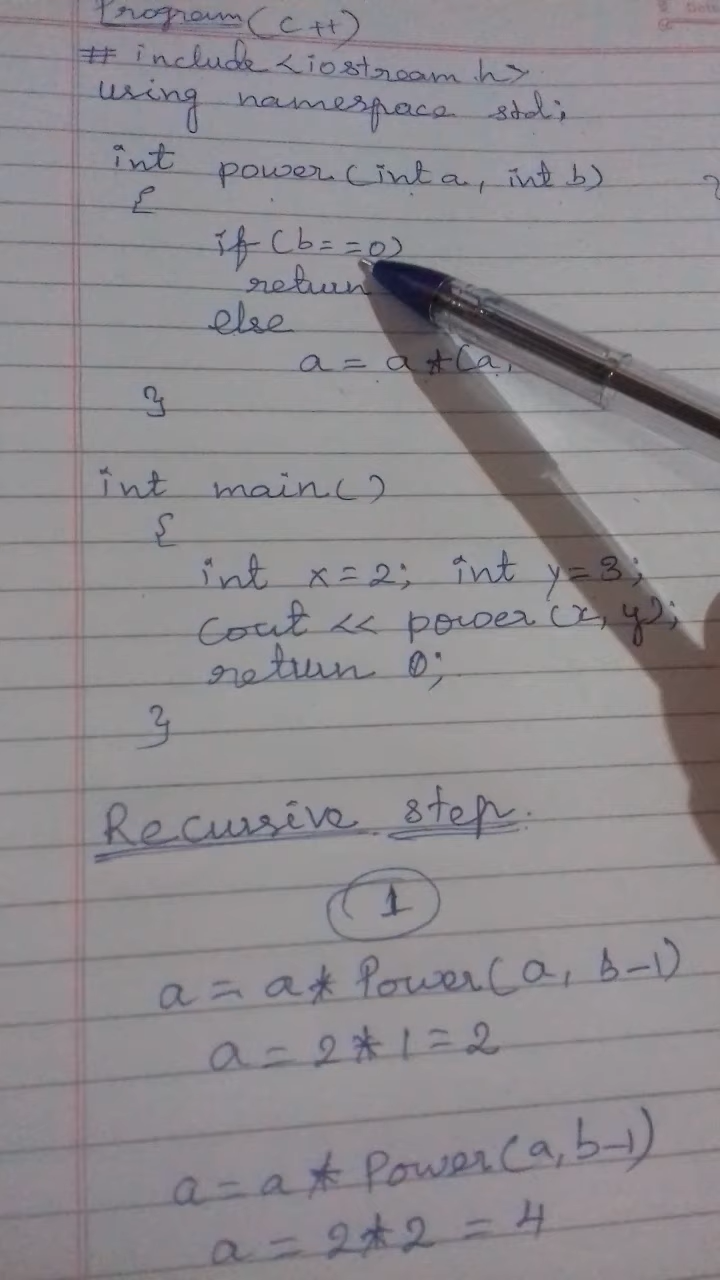 Program (C++)
# include <iostream.h>
using namespace std;
int power (int a, int b)
{
if (b==0)
return
else
a = a * (a,
}
int main()
{
int x=2; int y=3;
cout << power (x, y);
return 0;
}
Recursive step.
1
a = a * Power(a, b-1)
a = 2 * 1 = 2
a = a * Power(a, b-1)
a = 2*2 = 4